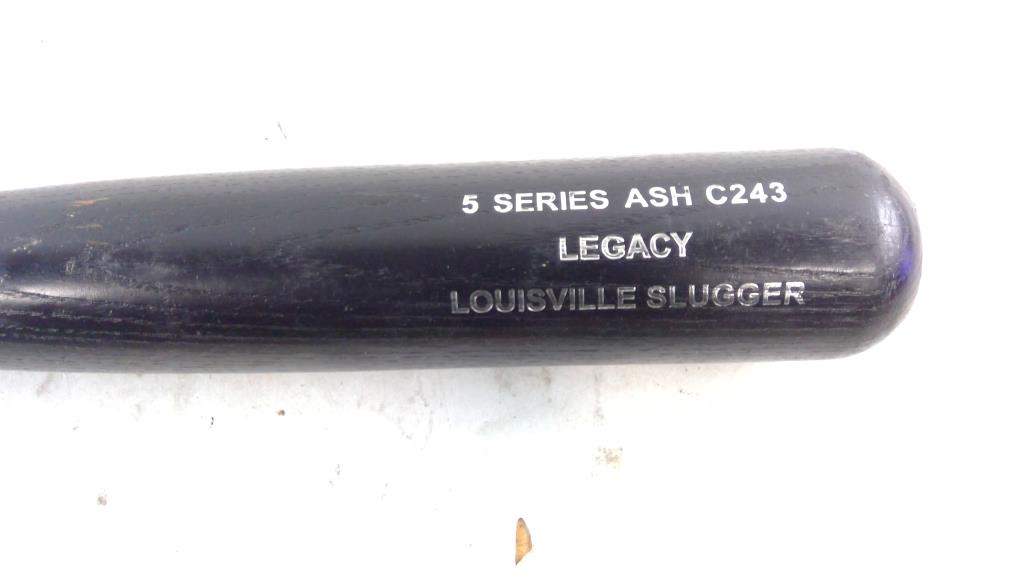 5 SERIES ASH C243
LEGACY
LOUISVILLE SLUGGER